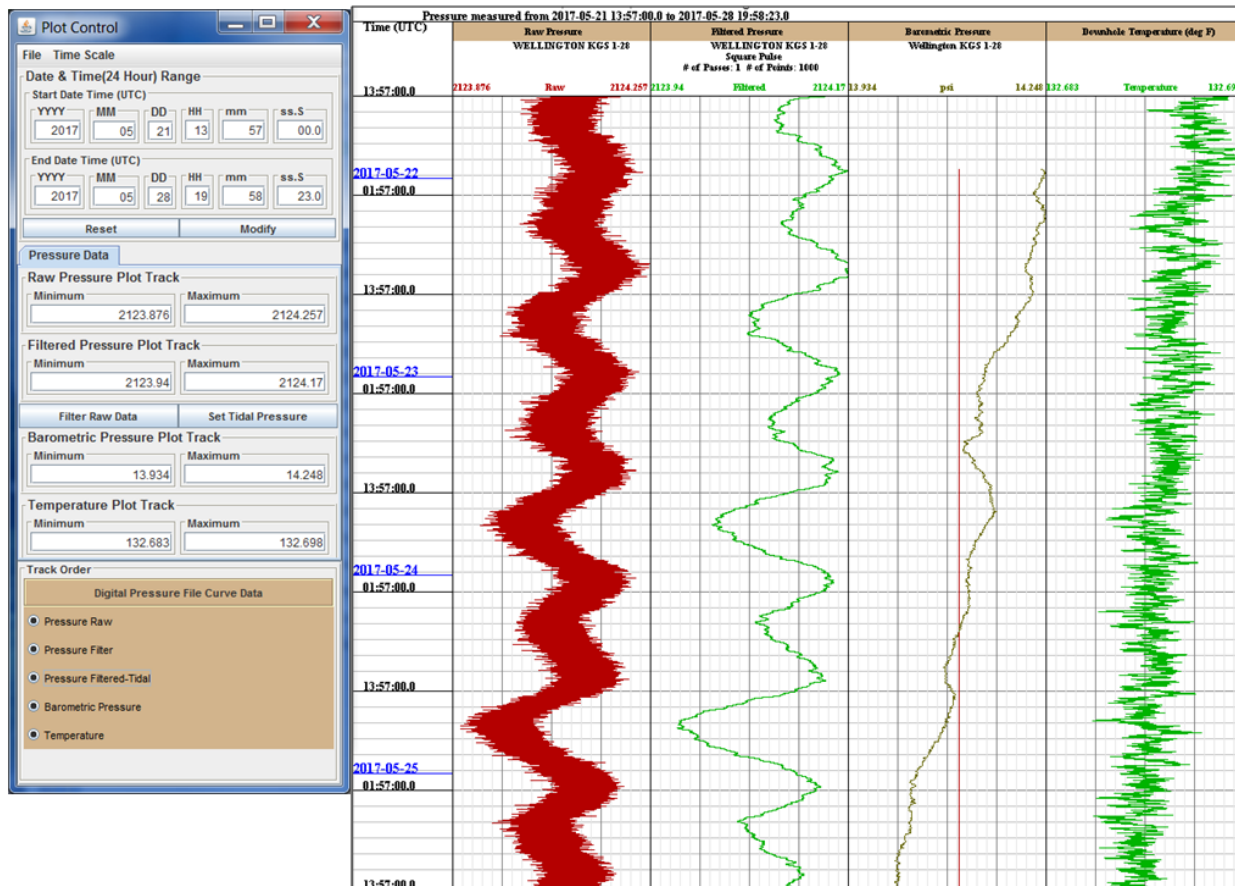 Plot Control
File Time Scale
Date & Time(24 Hour) Range
Start Date Time (UTC)
YYYY MM DD HH mm ss.S
2017 05 21 13 57 00.0
End Date Time (UTC)
YYYY MM DD HH mm ss.S
2017 05 28 19 58 23.0
Reset Modify
Pressure Data
Raw Pressure Plot Track
Minimum Maximum
2123.876 2124.257
Filtered Pressure Plot Track
Minimum Maximum
2123.94 2124.17
Filter Raw Data Set Tidal Pressure
Barometric Pressure Plot Track
Minimum Maximum
13.934 14.248
Temperature Plot Track
Minimum Maximum
132.683 132.698
Track Order
Digital Pressure File Curve Data
Pressure Raw
Pressure Filter
Pressure Filtered-Tidal
Barometric Pressure
Temperature
Pressure measured from 2017-05-21 13:57:00.0 to 2017-05-28 19:58:23.0
Time (UTC) Raw Pressure Filtered Pressure Barometric Pressure Downhole Temperature (deg F)
WELLINGTON KGS 1-28 WELLINGTON KGS 1-28 Wellington KGS 1-28
Square Pulse
# of Passes: 1 # of Points: 1000
2123.876 Raw 2124.257 2123.94 Filtered 2124.17 13.934 psi 14.248 132.683 Temperature 132.69
13:57:00.0
2017-05-22
01:57:00.0
13:57:00.0
2017-05-23
01:57:00.0
13:57:00.0
2017-05-24
01:57:00.0
13:57:00.0
2017-05-25
01:57:00.0
13:57:00.0